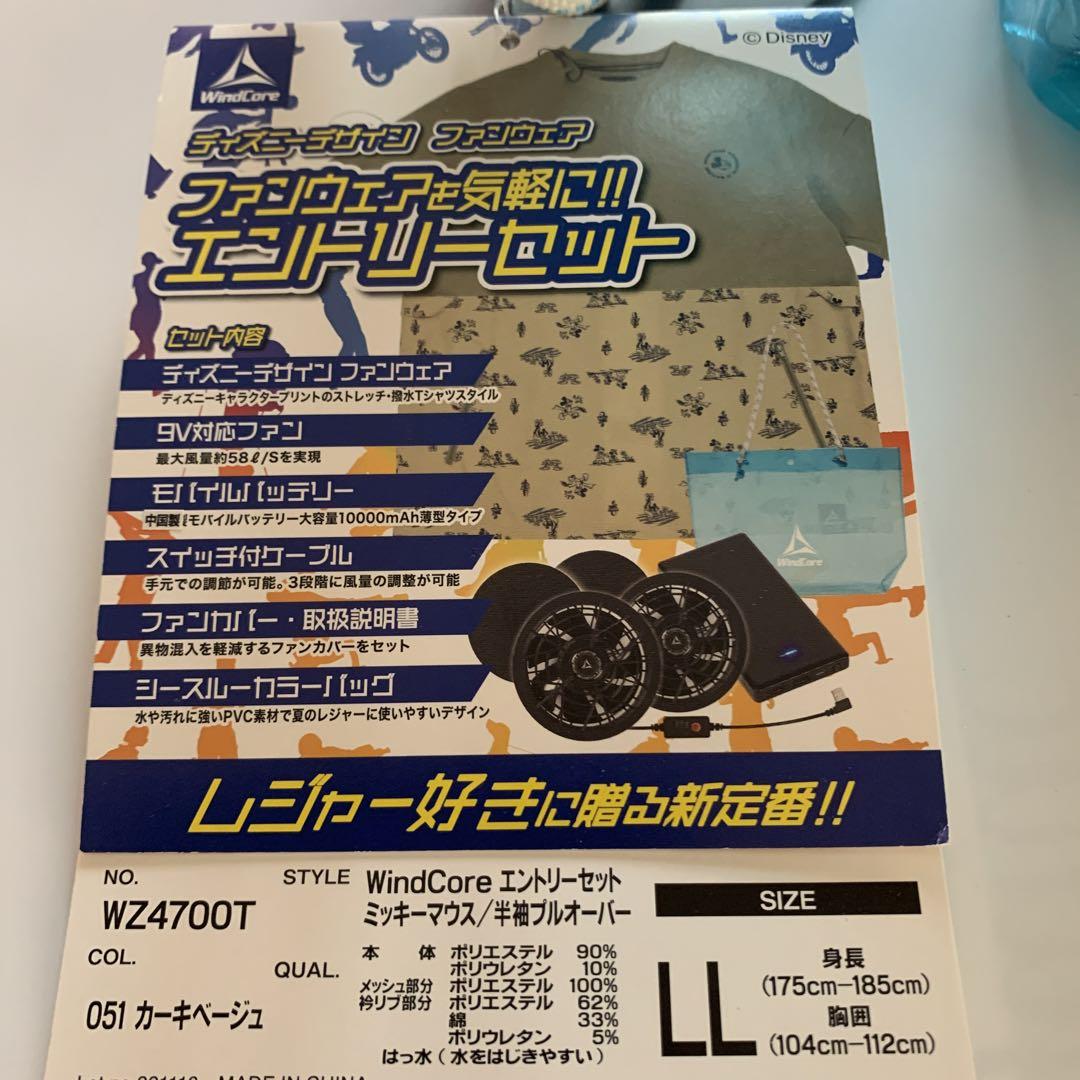 WindCore
© Disney
ディズニーデザイン ファンウェア
ファンウェアを気軽に!!
エントリーセット
セット内容
ディズニーデザイン ファンウェア
ディズニーキャラクタープリントのストレッチ・撥水Tシャツスタイル
9V対応ファン
最大風量約58ℓ/Sを実現
モバイルバッテリー
中国製ℓモバイルバッテリー大容量10000mAh薄型タイプ
スイッチ付ケーブル
手元での調節が可能。3段階に風量の調整が可能
ファンカバー・取扱説明書
異物混入を軽減するファンカバーをセット
シースルーカラーバッグ
水や汚れに強いPVC素材で夏のレジャーに使いやすいデザイン
WindCore
レジャー好きに贈る新定番!!
NO.
WZ4700T
STYLE WindCore エントリーセット
ミッキーマウス/半袖プルオーバー
COL.
051 カーキベージュ
QUAL.
本体 ポリエステル 90%
ポリウレタン 10%
メッシュ部分 ポリエステル 100%
衿リブ部分 ポリエステル 62%
綿 33%
ポリウレタン 5%
はっ水(水をはじきやすい)
SIZE
LL
身長
(175cm-185cm)
胸囲
(104cm-112cm)
MADE IN CHINA